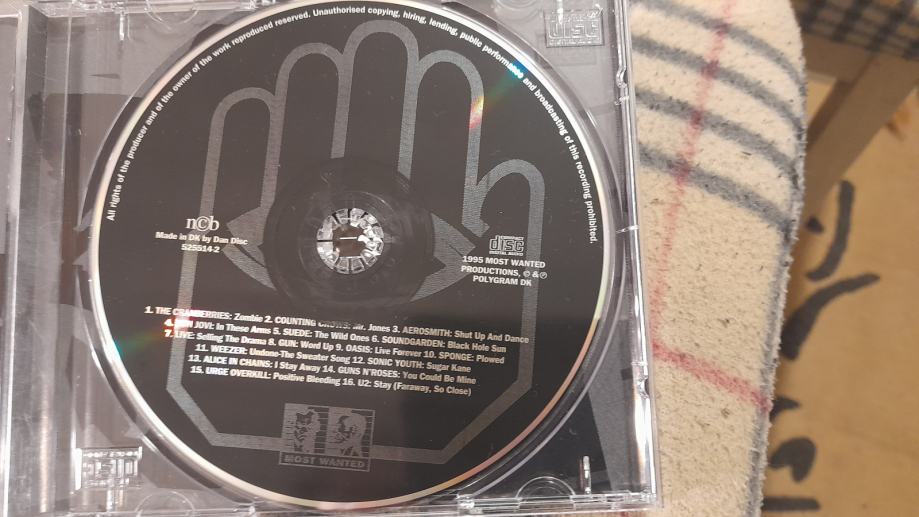 All rights of the producer and of the owner of the work reproduced reserved. Unauthorised copying, hiring, lending, public performance and broadcasting of this recording prohibited.
COMPACT
disc
ncb
Made in DK by Dan Disc
525514-2
COMPACT
disc
DIGITAL AUDIO
1995 MOST WANTED
PRODUCTIONS, © & ℗
POLYGRAM DK
1. THE CRANBERRIES: Zombie 2. COUNTING CROWS: Mr. Jones 3. AEROSMITH: Shut Up And Dance
4. BON JOVI: In These Arms 5. SUEDE: The Wild Ones 6. SOUNDGARDEN: Black Hole Sun
7. LIVE: Selling The Drama 8. GUN: Word Up 9. OASIS: Live Forever 10. SPONGE: Plowed
11. WEEZER: Undone-The Sweater Song 12. SONIC YOUTH: Sugar Kane
13. ALICE IN CHAINS: I Stay Away 14. GUNS N'ROSES: You Could Be Mine
15. URGE OVERKILL: Positive Bleeding 16. U2: Stay (Faraway, So Close)
MOST WANTED